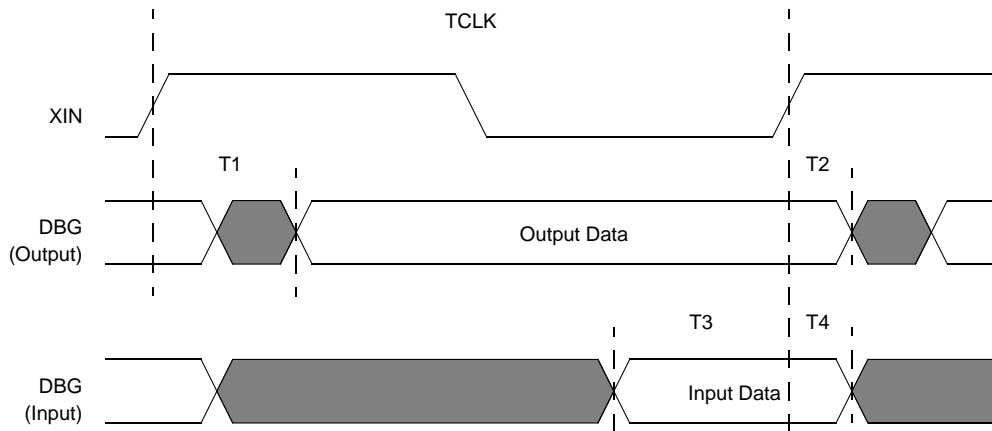 TCLK
XIN
T1
T2
DBG
(Output)
Output Data
T3
T4
DBG
(Input)
Input Data